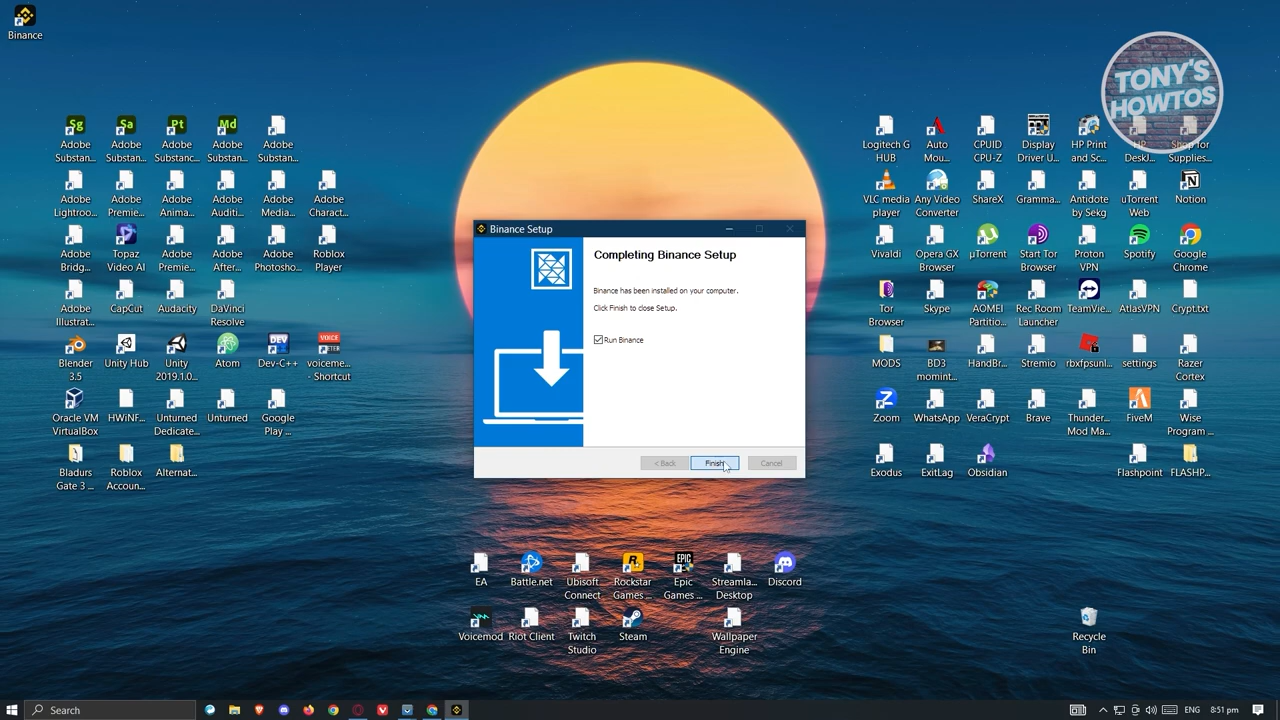 Binance
TONY'S
HOWTOS
Adobe Substan...
Adobe Substan...
Adobe Substanc...
Adobe Substan...
Adobe Substan...
Adobe Lightroo...
Adobe Premie...
Adobe Anima...
Adobe Auditi...
Adobe Media...
Adobe Charact...
Adobe Bridg...
Topaz Video AI
Adobe Premie...
Adobe After...
Adobe Photosho...
Roblox Player
Adobe Illustrat...
CapCut
Audacity
DaVinci Resolve
Blender 3.5
Unity Hub
Unity 2019.1.0...
Atom
Dev-C++
voiceme... - Shortcut
Oracle VM VirtualBox
HWiNF...
Unturned Dedicate...
Unturned
Google Play ...
Bladurs Gate 3 ...
Roblox Accoun...
Alternat...
Binance Setup
Completing Binance Setup
Binance has been installed on your computer.
Click Finish to close Setup.
Run Binance
< Back
Finish
Cancel
Logitech G HUB
Auto Mou...
CPUID CPU-Z
Display Driver U...
HP Print and Sc...
HP DeskJ...
Shop for Supplies...
VLC media player
Any Video Converter
ShareX
Gramma...
Antidote by Sekg
uTorrent Web
Notion
Vivaldi
Opera GX Browser
µTorrent
Start Tor Browser
Proton VPN
Spotify
Google Chrome
Tor Browser
Skype
AOMEI Partitio...
Rec Room Launcher
TeamVie...
AtlasVPN
Crypt.txt
MODS
BD3 momint...
HandBr...
Stremio
rbxfpsunl...
settings
Razer Cortex
Zoom
WhatsApp
VeraCrypt
Brave
Thunder... Mod Ma...
FiveM
Wise Program ...
Exodus
ExitLag
Obsidian
Flashpoint
FLASHP...
EA
Battle.net
Ubisoft Connect
Rockstar Games ...
Epic Games ...
Streamla... Desktop
Discord
Voicemod
Riot Client
Twitch Studio
Steam
Wallpaper Engine
Recycle Bin
Search
ENG
8:51 pm